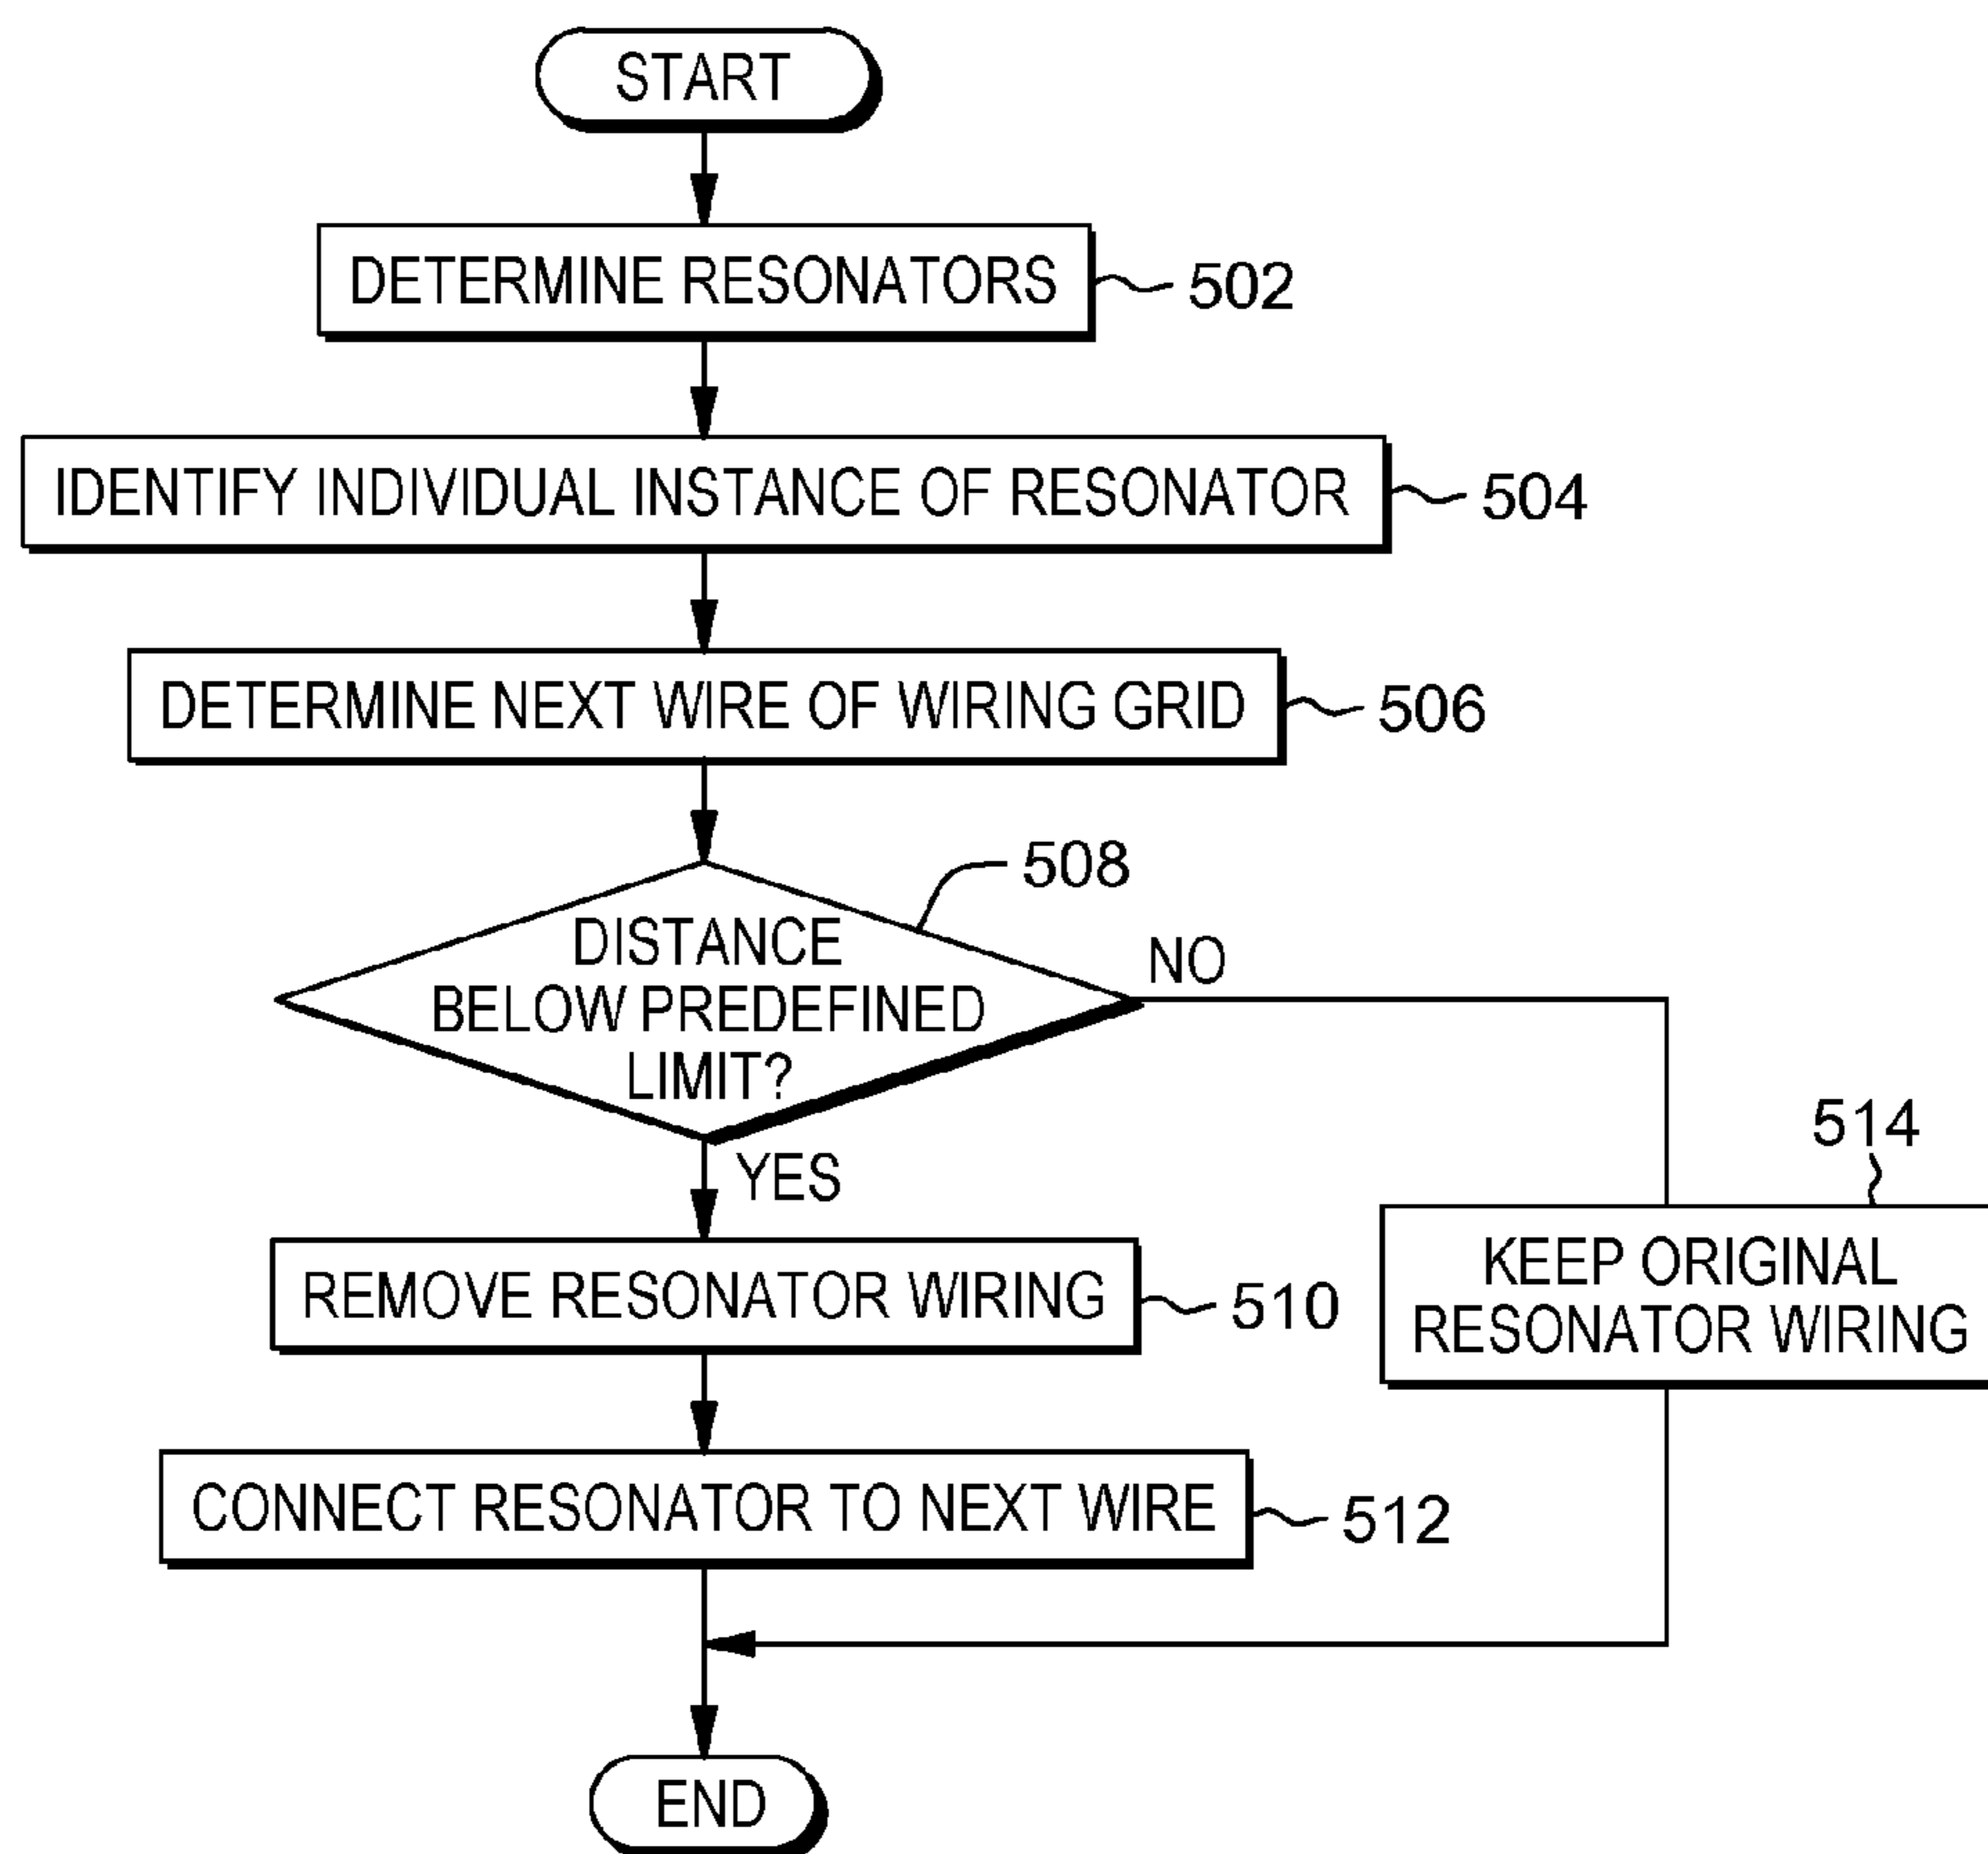 START
DETERMINE RESONATORS
502
IDENTIFY INDIVIDUAL INSTANCE OF RESONATOR
504
DETERMINE NEXT WIRE OF WIRING GRID
506
508
DISTANCE
BELOW PREDEFINED
LIMIT?
NO
YES
514
KEEP ORIGINAL
RESONATOR WIRING
REMOVE RESONATOR WIRING
510
CONNECT RESONATOR TO NEXT WIRE
512
END